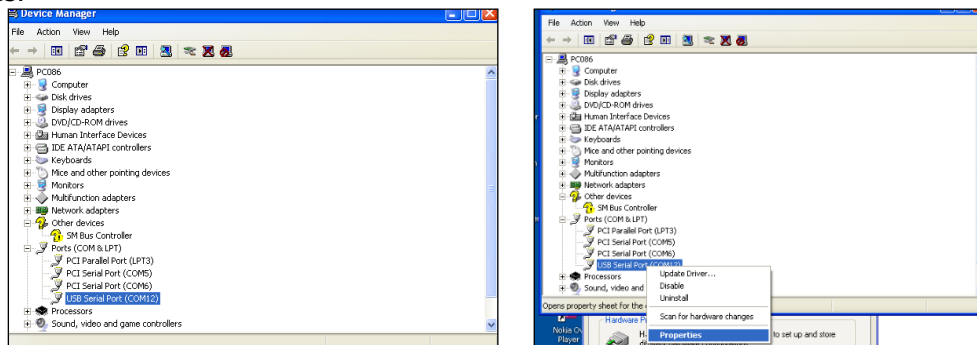 Device Manager
File Action View Help
PC086
Computer
Disk drives
Display adapters
DVD/CD-ROM drives
Human Interface Devices
IDE ATA/ATAPI controllers
Keyboards
Mice and other pointing devices
Monitors
Multifunction adapters
Network adapters
Other devices
SM Bus Controller
Ports (COM & LPT)
PCI Parallel Port (LPT3)
PCI Serial Port (COM5)
PCI Serial Port (COM6)
USB Serial Port (COM12)
Processors
Sound, video and game controllers
File Action View Help
PC086
Computer
Disk drives
Display adapters
DVD/CD-ROM drives
Human Interface Devices
IDE ATA/ATAPI controllers
Keyboards
Mice and other pointing devices
Monitors
Multifunction adapters
Network adapters
Other devices
SM Bus Controller
Ports (COM & LPT)
PCI Parallel Port (LPT3)
PCI Serial Port (COM5)
PCI Serial Port (COM6)
USB Serial Port (COM12)
Processors
Sound, video and
Update Driver...
Disable
Uninstall
Scan for hardware changes
Properties
Opens property sheet for the
Hardware
Nokia
Player
to set up and store